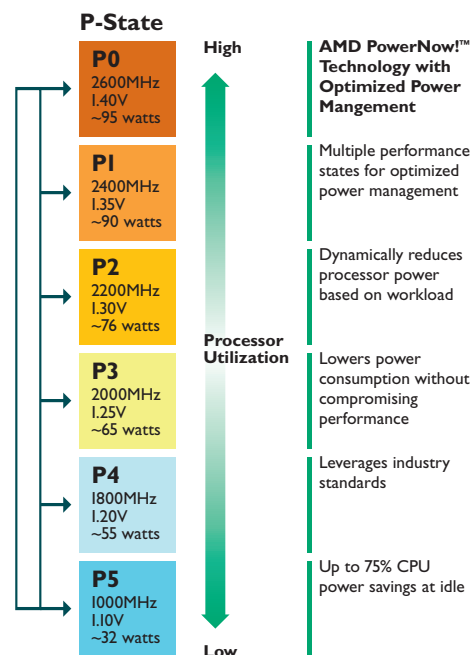 P-State
P0
2600MHz
1.40V
~95 watts
P1
2400MHz
1.35V
~90 watts
P2
2200MHz
1.30V
~76 watts
P3
2000MHz
1.25V
~65 watts
P4
1800MHz
1.20V
~55 watts
P5
1000MHz
1.10V
~32 watts
High
Processor
Utilization
Low
AMD PowerNow!™
Technology with
Optimized Power
Mangement
Multiple performance
states for optimized
power management
Dynamically reduces
processor power
based on workload
Lowers power
consumption without
compromising
performance
Leverages industry
standards
Up to 75% CPU
power savings at idle